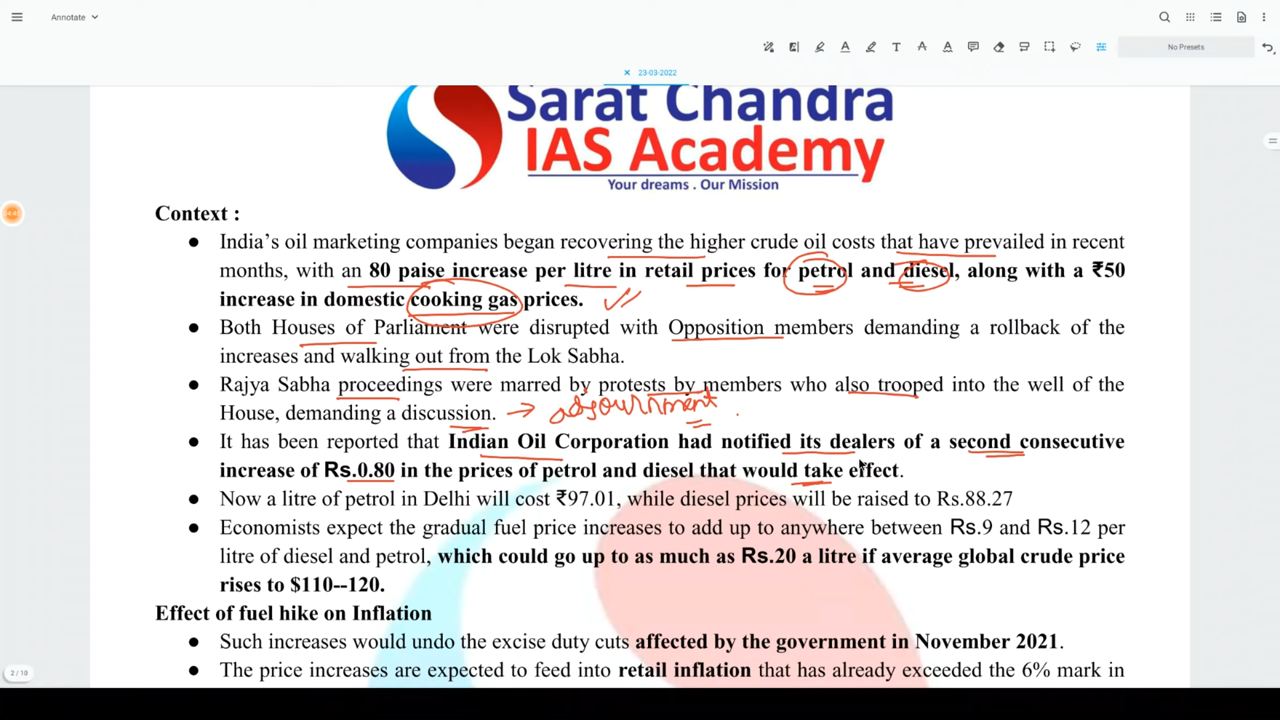 Annotate
No Presets
× 23-03-2022
Sarat Chandra
IAS Academy
Your dreams . Our Mission
Context :
● India's oil marketing companies began recovering the higher crude oil costs that have prevailed in recent
months, with an 80 paise increase per litre in retail prices for petrol and diesel, along with a ₹50
increase in domestic cooking gas prices.
● Both Houses of Parliament were disrupted with Opposition members demanding a rollback of the
increases and walking out from the Lok Sabha.
● Rajya Sabha proceedings were marred by protests by members who also trooped into the well of the
House, demanding a discussion. → adjournment .
● It has been reported that Indian Oil Corporation had notified its dealers of a second consecutive
increase of Rs.0.80 in the prices of petrol and diesel that would take effect.
● Now a litre of petrol in Delhi will cost ₹97.01, while diesel prices will be raised to Rs.88.27
● Economists expect the gradual fuel price increases to add up to anywhere between Rs.9 and Rs.12 per
litre of diesel and petrol, which could go up to as much as Rs.20 a litre if average global crude price
rises to $110--120.
Effect of fuel hike on Inflation
● Such increases would undo the excise duty cuts affected by the government in November 2021.
● The price increases are expected to feed into retail inflation that has already exceeded the 6% mark in
2 / 10